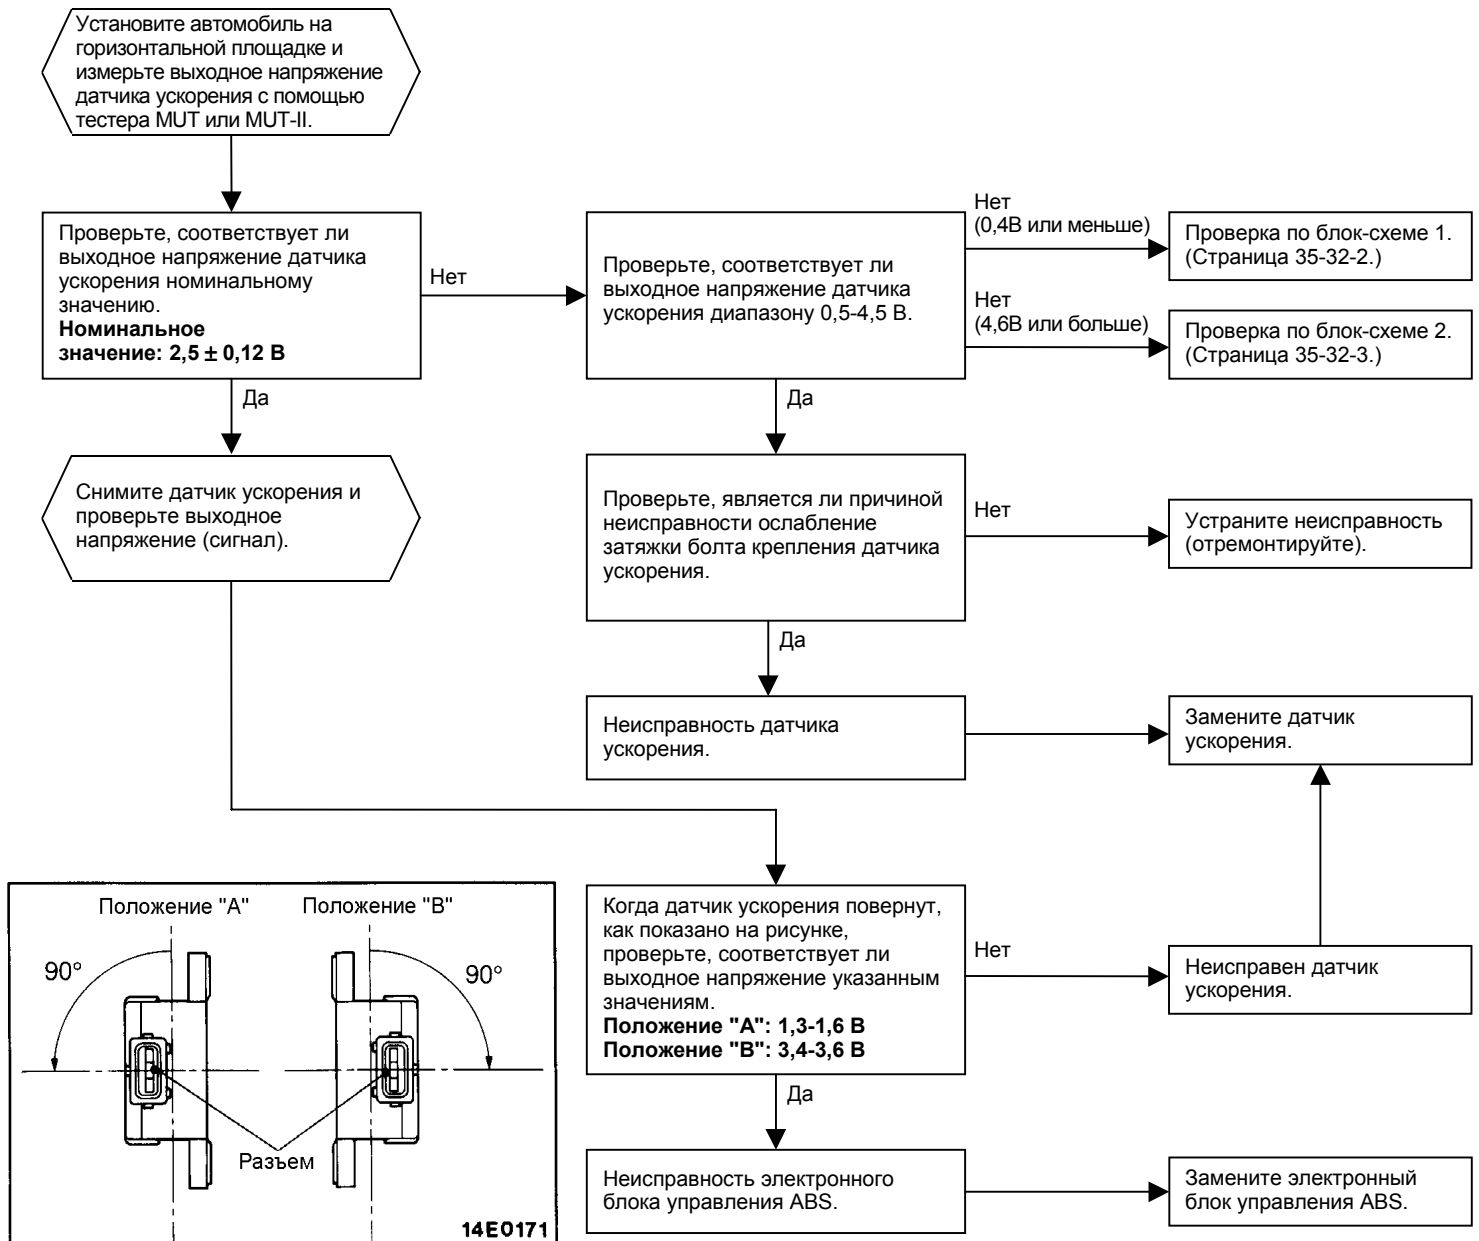 Установите автомобиль на
горизонтальной площадке и
измерьте выходное напряжение
датчика ускорения с помощью
тестера MUT или MUT-II.
Проверьте, соответствует ли
выходное напряжение датчика
ускорения номинальному
значению.
Номинальное
значение: 2,5 ± 0,12 В
Нет
Проверьте, соответствует ли
выходное напряжение датчика
ускорения диапазону 0,5-4,5 В.
Нет
(0,4В или меньше)
Проверка по блок-схеме 1.
(Страница 35-32-2.)
Нет
(4,6В или больше)
Проверка по блок-схеме 2.
(Страница 35-32-3.)
Да
Да
Снимите датчик ускорения и
проверьте выходное
напряжение (сигнал).
Проверьте, является ли причиной
неисправности ослабление
затяжки болта крепления датчика
ускорения.
Нет
Устраните неисправность
(отремонтируйте).
Да
Неисправность датчика
ускорения.
Замените датчик
ускорения.
Положение "А"
Положение "В"
90°
90°
Разъем
14E0171
Когда датчик ускорения повернут,
как показано на рисунке,
проверьте, соответствует ли
выходное напряжение указанным
значениям.
Положение "А": 1,3-1,6 В
Положение "В": 3,4-3,6 В
Нет
Неисправен датчик
ускорения.
Да
Неисправность электронного
блока управления ABS.
Замените электронный
блок управления ABS.